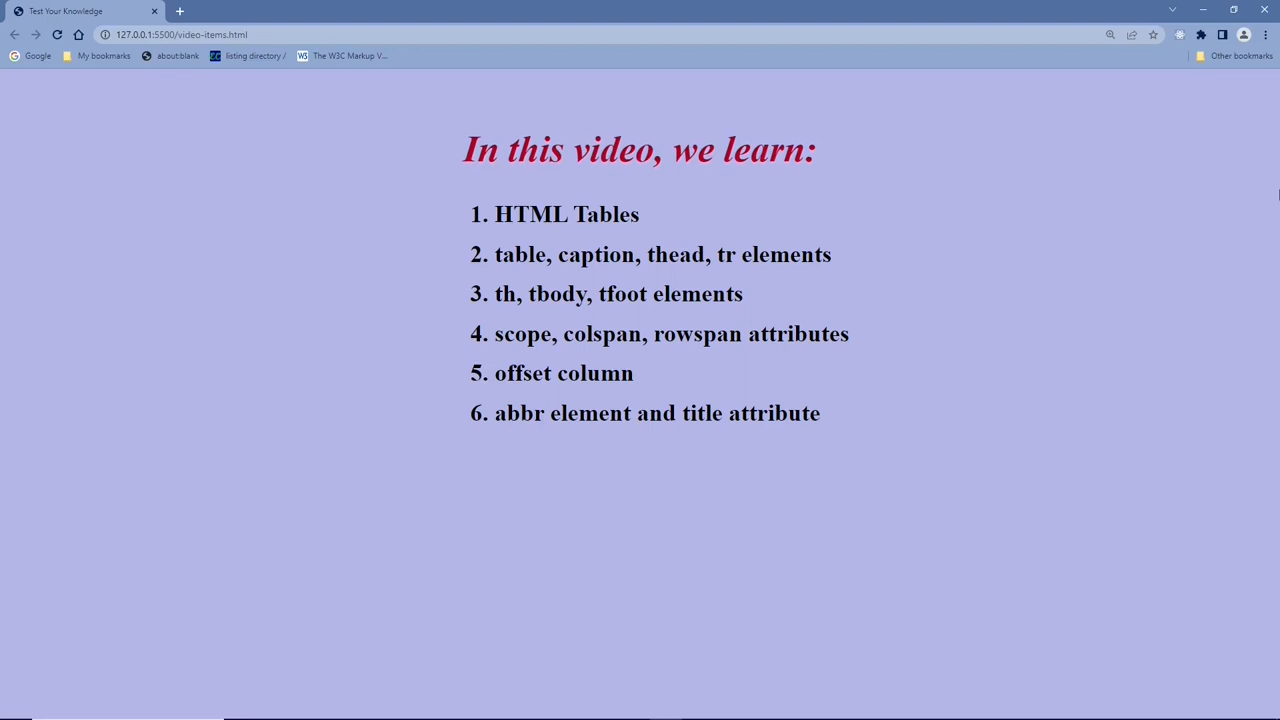 Test Your Knowledge
127.0.0.1:5500/video-items.html
Google My bookmarks about:blank listing directory / The W3C Markup V... Other bookmarks
In this video, we learn:
1. HTML Tables
2. table, caption, thead, tr elements
3. th, tbody, tfoot elements
4. scope, colspan, rowspan attributes
5. offset column
6. abbr element and title attribute